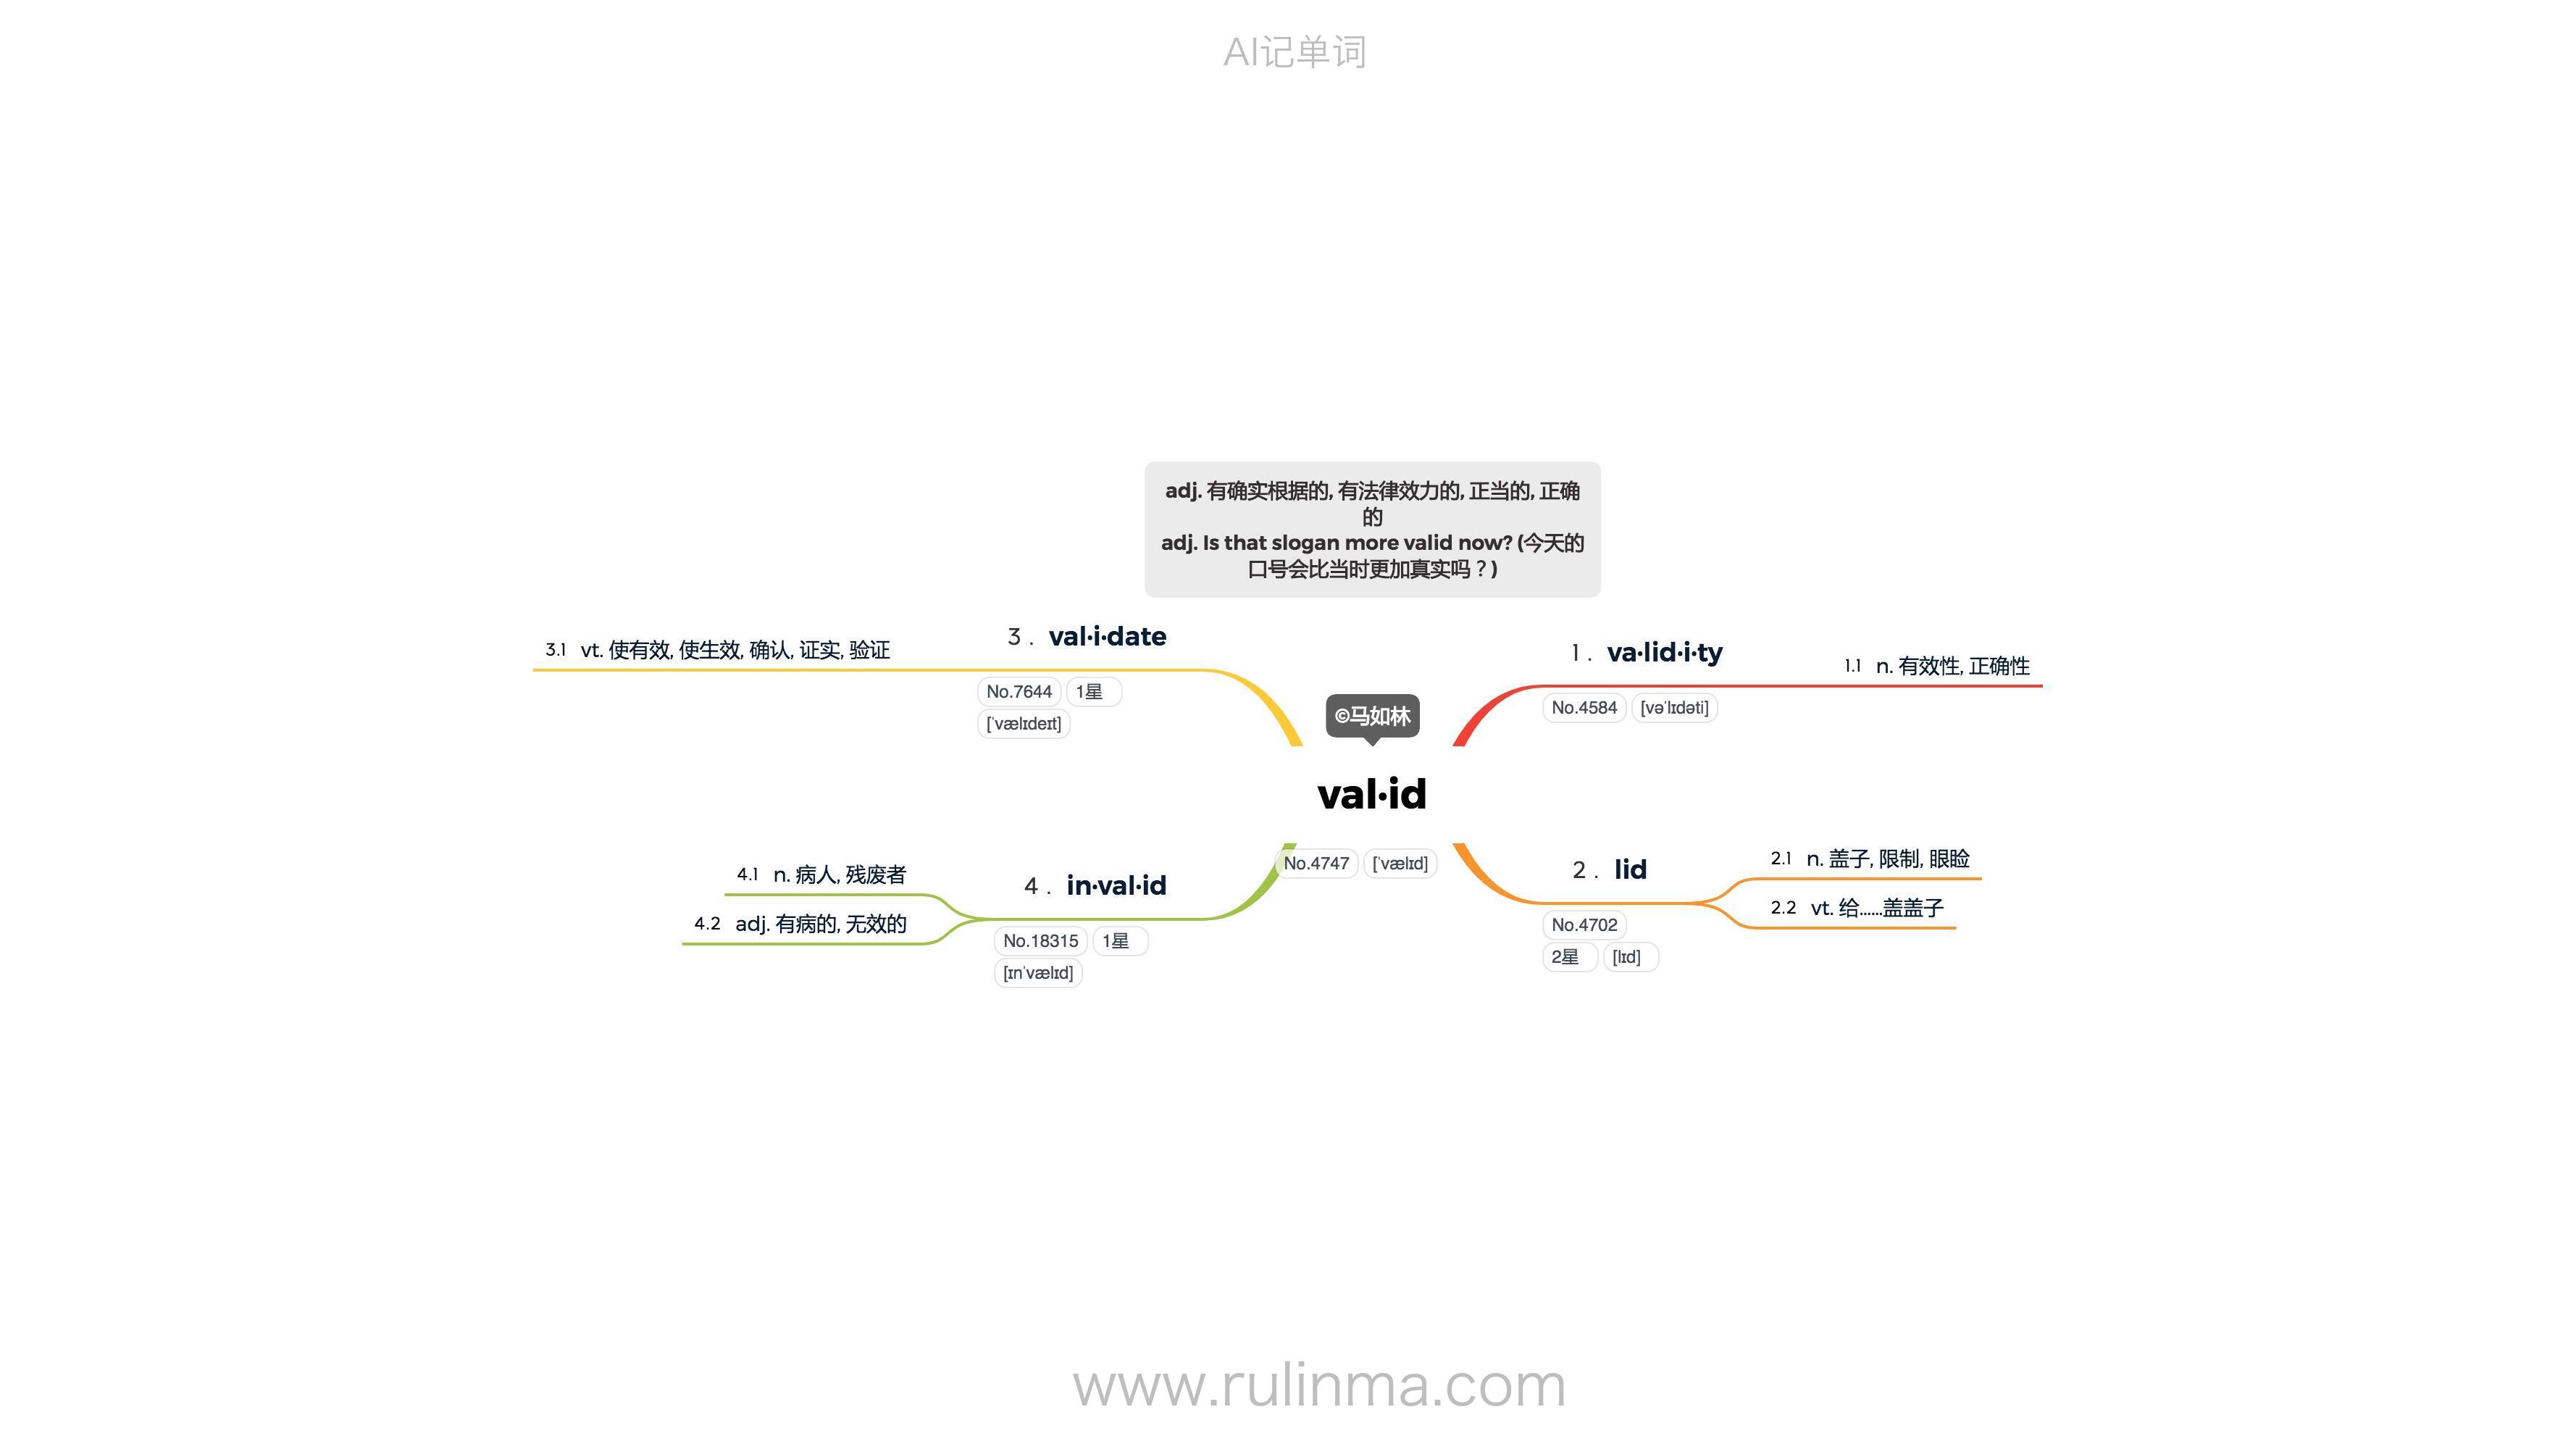 AI记单词
adj. 有确实根据的, 有法律效力的, 正当的, 正确
的
adj. Is that slogan more valid now? (今天的
口号会比当时更加真实吗？)
©马如林
val·id
No.4747 [ˈvælɪd]
1. va·lid·i·ty
No.4584 [vəˈlɪdəti]
1.1 n. 有效性, 正确性
2. lid
No.4702
2星 [lɪd]
2.1 n. 盖子, 限制, 眼睑
2.2 vt. 给……盖盖子
3. val·i·date
No.7644 1星
[ˈvælɪdeɪt]
3.1 vt. 使有效, 使生效, 确认, 证实, 验证
4. in·val·id
No.18315 1星
[ɪnˈvælɪd]
4.1 n. 病人, 残废者
4.2 adj. 有病的, 无效的
www.rulinma.com